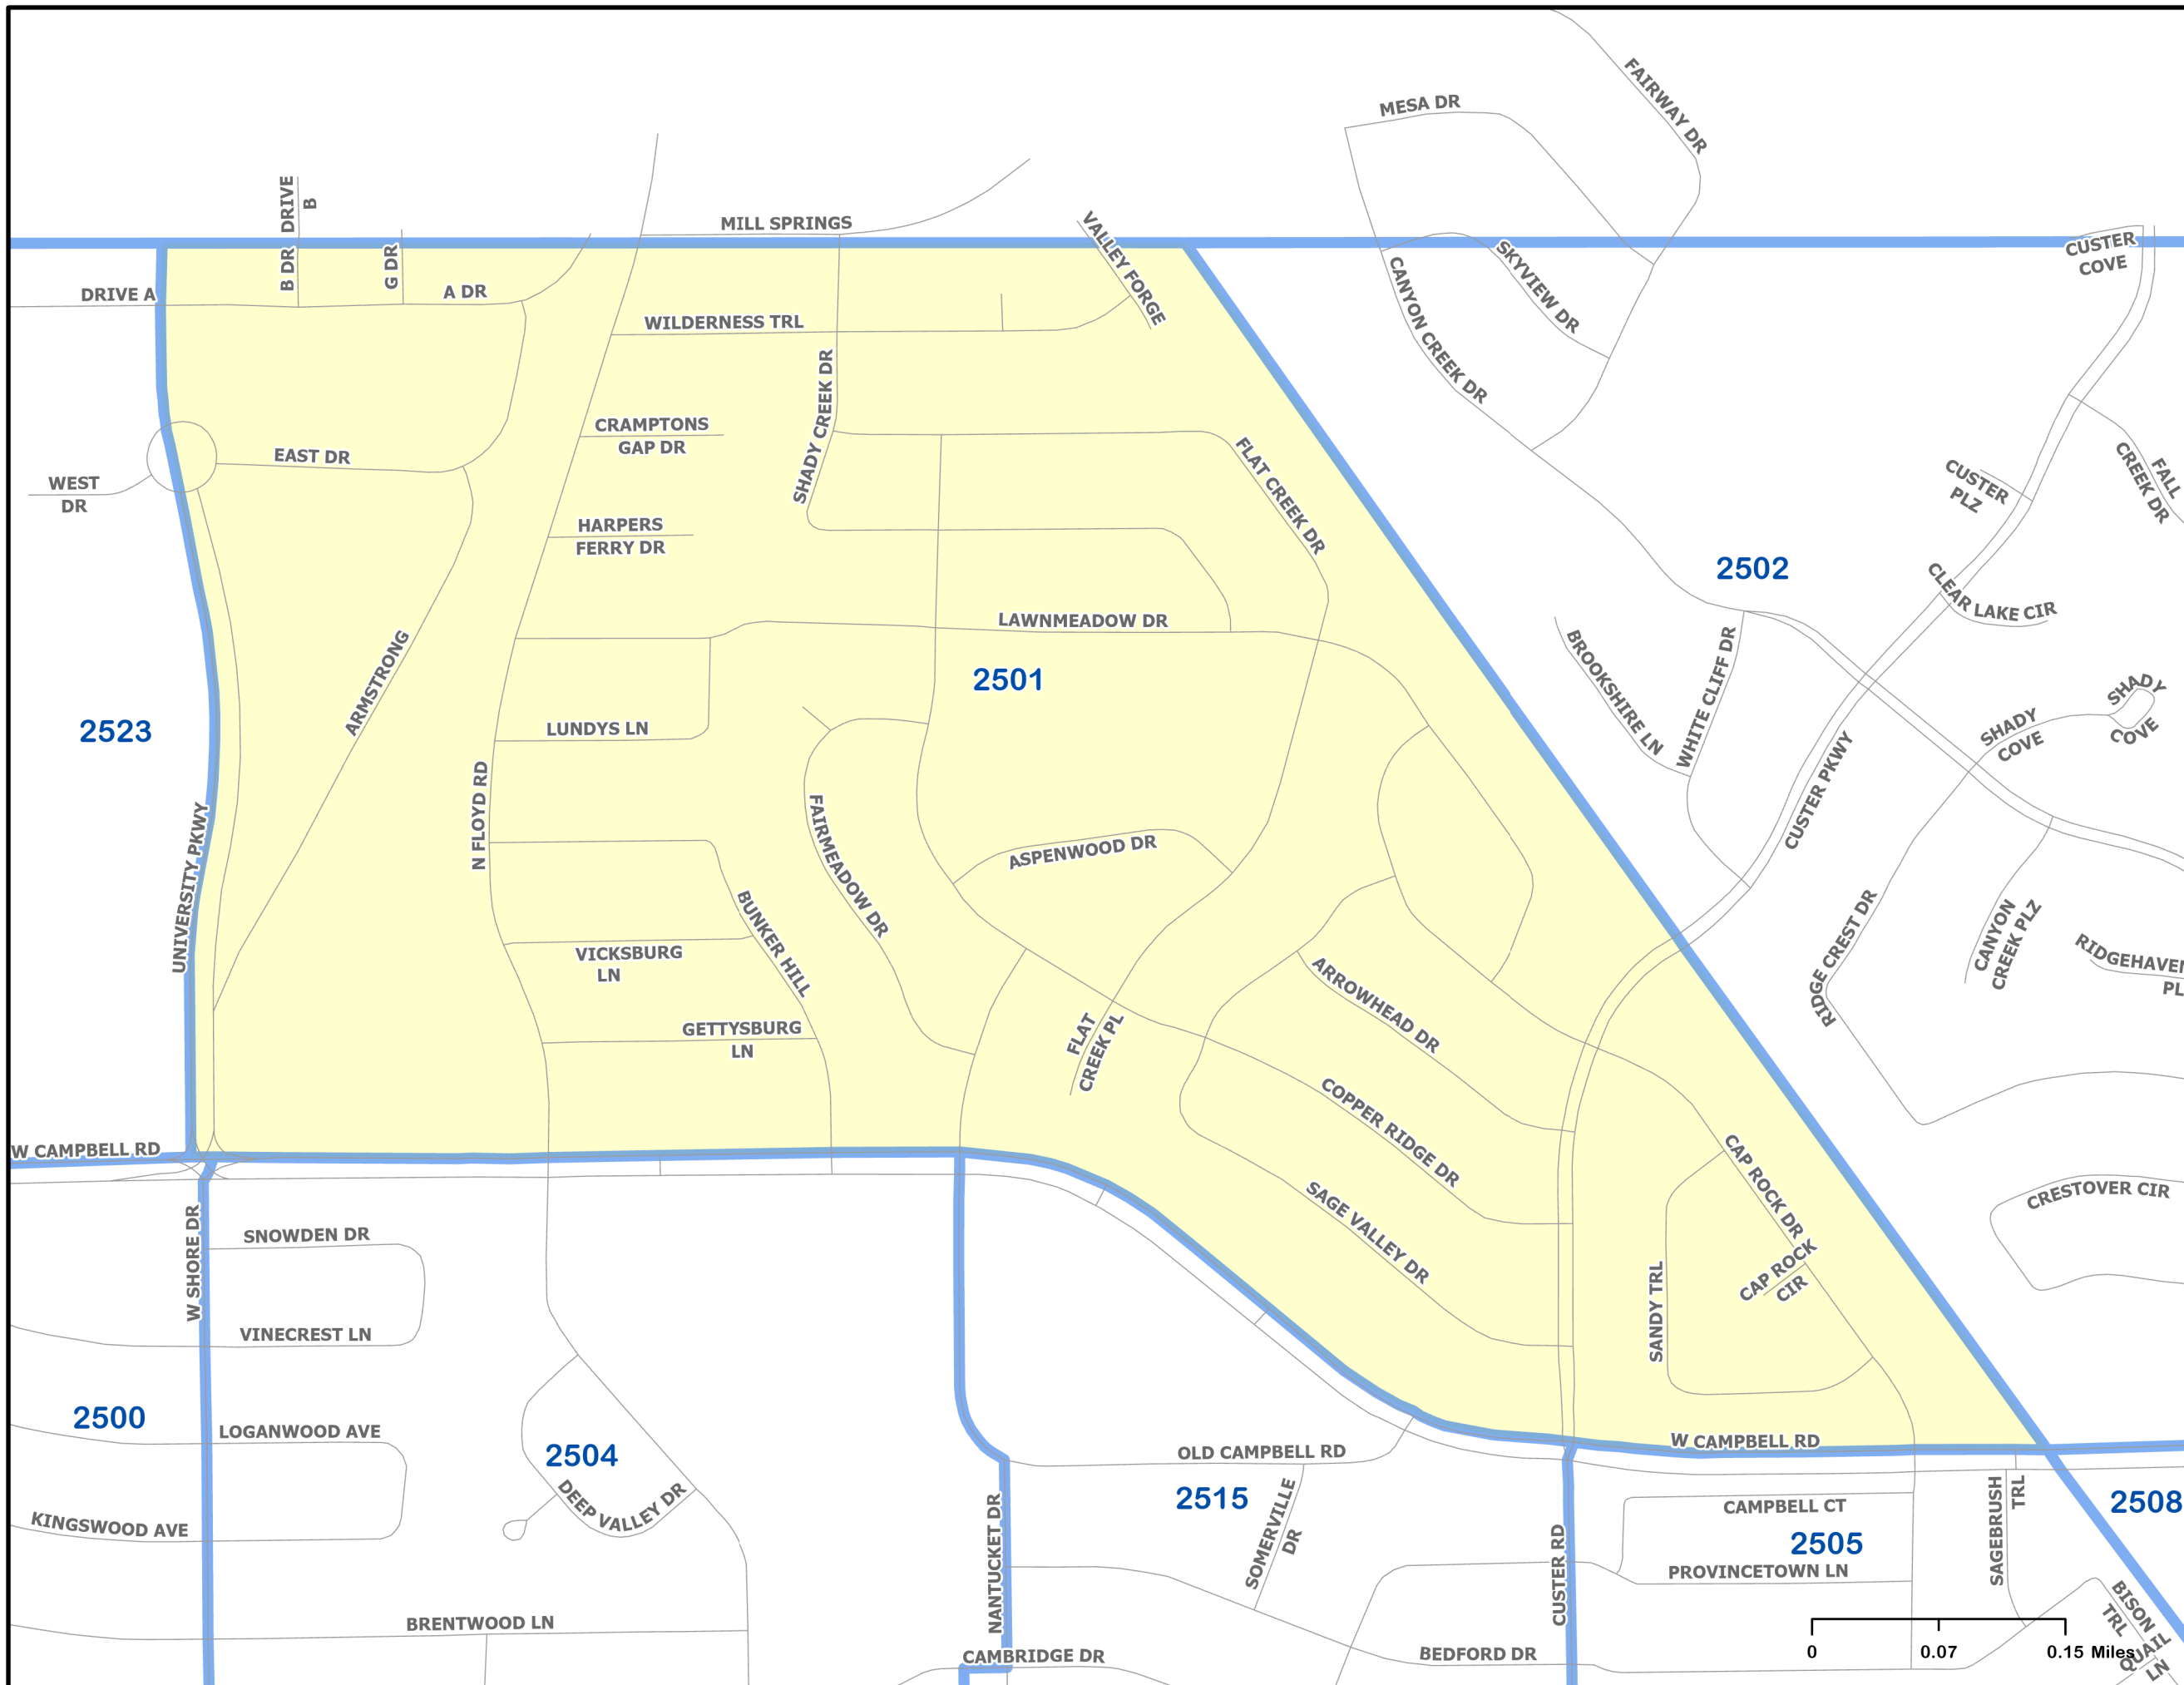 FAIRWAY DR
MESA DR
DRIVE
B
B DR
G DR
MILL SPRINGS
VALLEY FORGE
CUSTER
COVE
SKYVIEW DR
CANYON CREEK DR
DRIVE A
A DR
WILDERNESS TRL
SHADY CREEK DR
CRAMPTONS
GAP DR
FLAT CREEK DR
EAST DR
WEST
DR
CUSTER
PLZ
FALL
CREEK DR
HARPERS
FERRY DR
2502
CLEAR LAKE CIR
LAWNMEADOW DR
BROOKSHIRE LN
WHITE CLIFF DR
ARMSTRONG
2501
SHADY
COVE
SHADY
COVE
2523
LUNDYS LN
N FLOYD RD
CUSTER PKWY
FAIRMEADOW DR
ASPENWOOD DR
UNIVERSITY PKWY
BUNKER HILL
RIDGE CREST DR
CANYON
CREEK PLZ
RIDGEHAVEN
PL
VICKSBURG
LN
ARROWHEAD DR
GETTYSBURG
LN
FLAT
CREEK PL
COPPER RIDGE DR
W CAMPBELL RD
CAP ROCK DR
SAGE VALLEY DR
CRESTOVER CIR
W SHORE DR
SNOWDEN DR
CAP ROCK
CIR
SANDY TRL
VINECREST LN
2500
LOGANWOOD AVE
2504
OLD CAMPBELL RD
W CAMPBELL RD
DEEP VALLEY DR
2515
SOMERVILLE
DR
CAMPBELL CT
SAGEBRUSH
TRL
2508
KINGSWOOD AVE
NANTUCKET DR
CUSTER RD
2505
PROVINCETOWN LN
BISON
TRL
QUAIL
LN
BRENTWOOD LN
CAMBRIDGE DR
BEDFORD DR
0 0.07 0.15 Miles